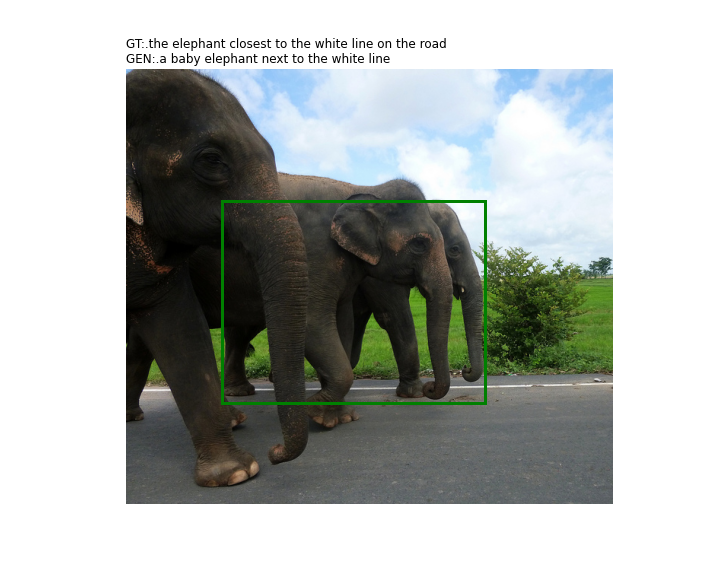 GT:.the elephant closest to the white line on the road
GEN:.a baby elephant next to the white line